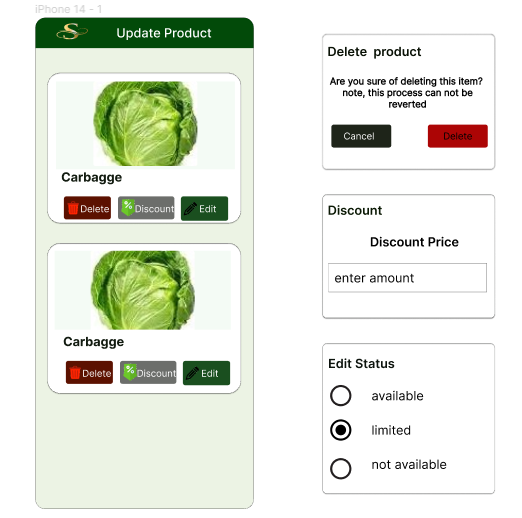 iPhone 14 - 1
S
Update Product
Carbagge
Delete
% Discount
Edit
Carbagge
Delete
% Discount
Edit
Delete product
Are you sure of deleting this item?
note, this process can not be
reverted
Cancel
Delete
Discount
Discount Price
enter amount
Edit Status
available
limited
not available